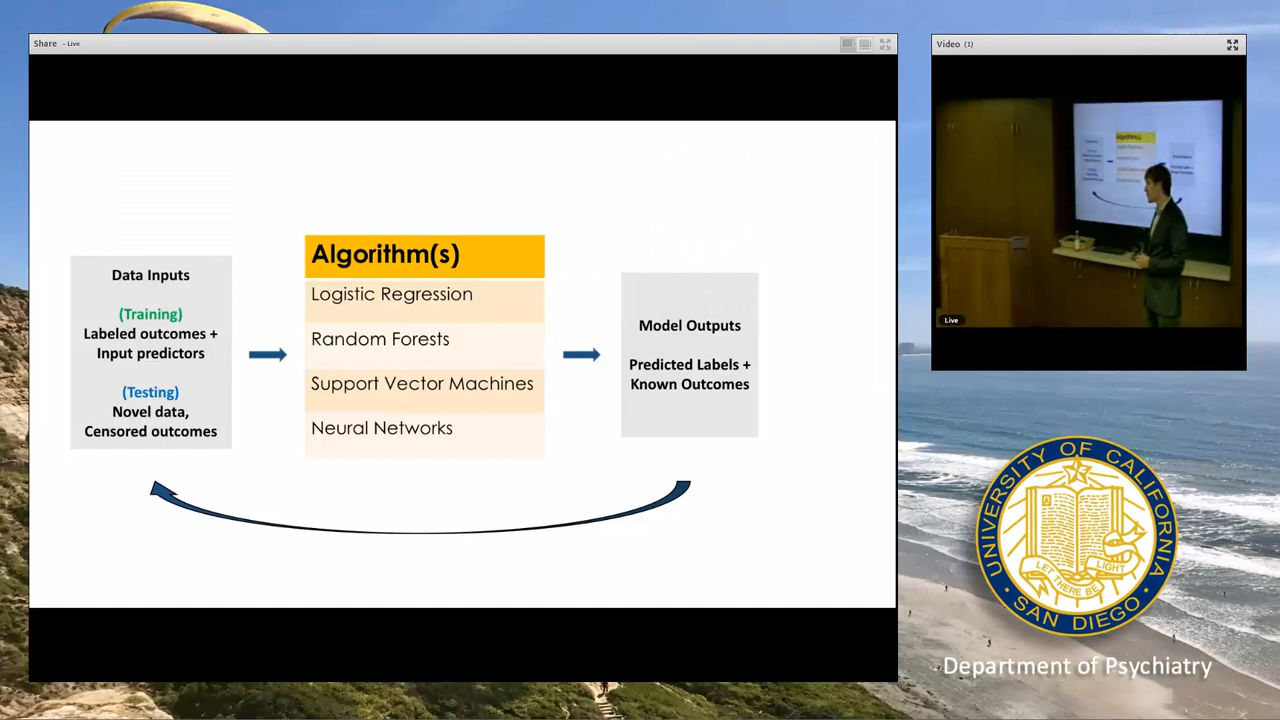 Share - Live
Data Inputs
(Training)
Labeled outcomes +
Input predictors
(Testing)
Novel data,
Censored outcomes
Algorithm(s)
Logistic Regression
Random Forests
Support Vector Machines
Neural Networks
Model Outputs
Predicted Labels +
Known Outcomes
Video (1)
Algorithm(s)
Live
UNIVERSITY OF CALIFORNIA
LET THERE BE LIGHT
SAN DIEGO
Department of Psychiatry